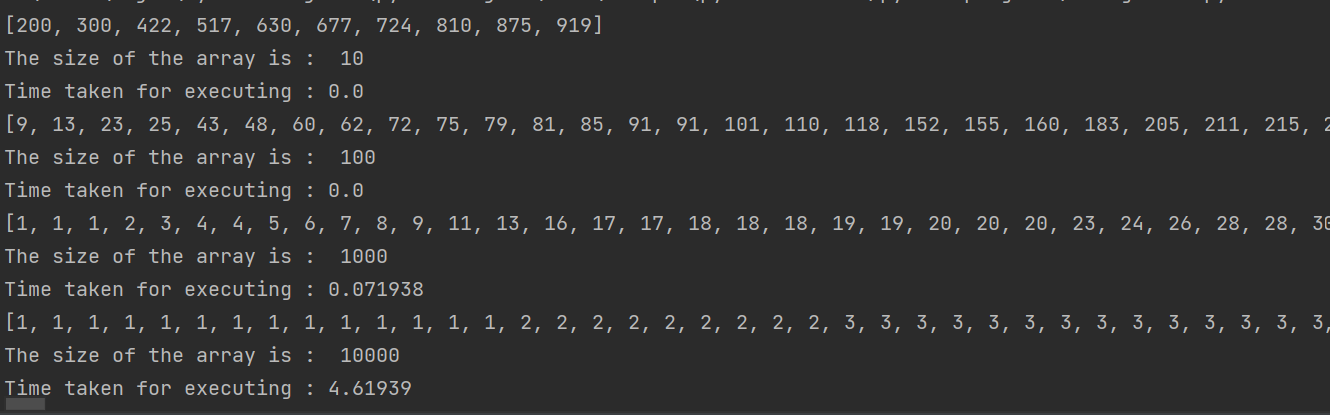 [200, 300, 422, 517, 630, 677, 724, 810, 875, 919]
The size of the array is :  10
Time taken for executing : 0.0
[9, 13, 23, 25, 43, 48, 60, 62, 72, 75, 79, 81, 85, 91, 91, 101, 110, 118, 152, 155, 160, 183, 205, 211, 215,
The size of the array is :  100
Time taken for executing : 0.0
[1, 1, 1, 2, 3, 4, 4, 5, 6, 7, 8, 9, 11, 13, 16, 17, 17, 18, 18, 18, 19, 19, 20, 20, 20, 23, 24, 26, 28, 28, 30
The size of the array is :  1000
Time taken for executing : 0.071938
[1, 1, 1, 1, 1, 1, 1, 1, 1, 1, 1, 1, 1, 1, 2, 2, 2, 2, 2, 2, 2, 2, 2, 3, 3, 3, 3, 3, 3, 3, 3, 3, 3, 3, 3, 3, 3,
The size of the array is :  10000
Time taken for executing : 4.61939